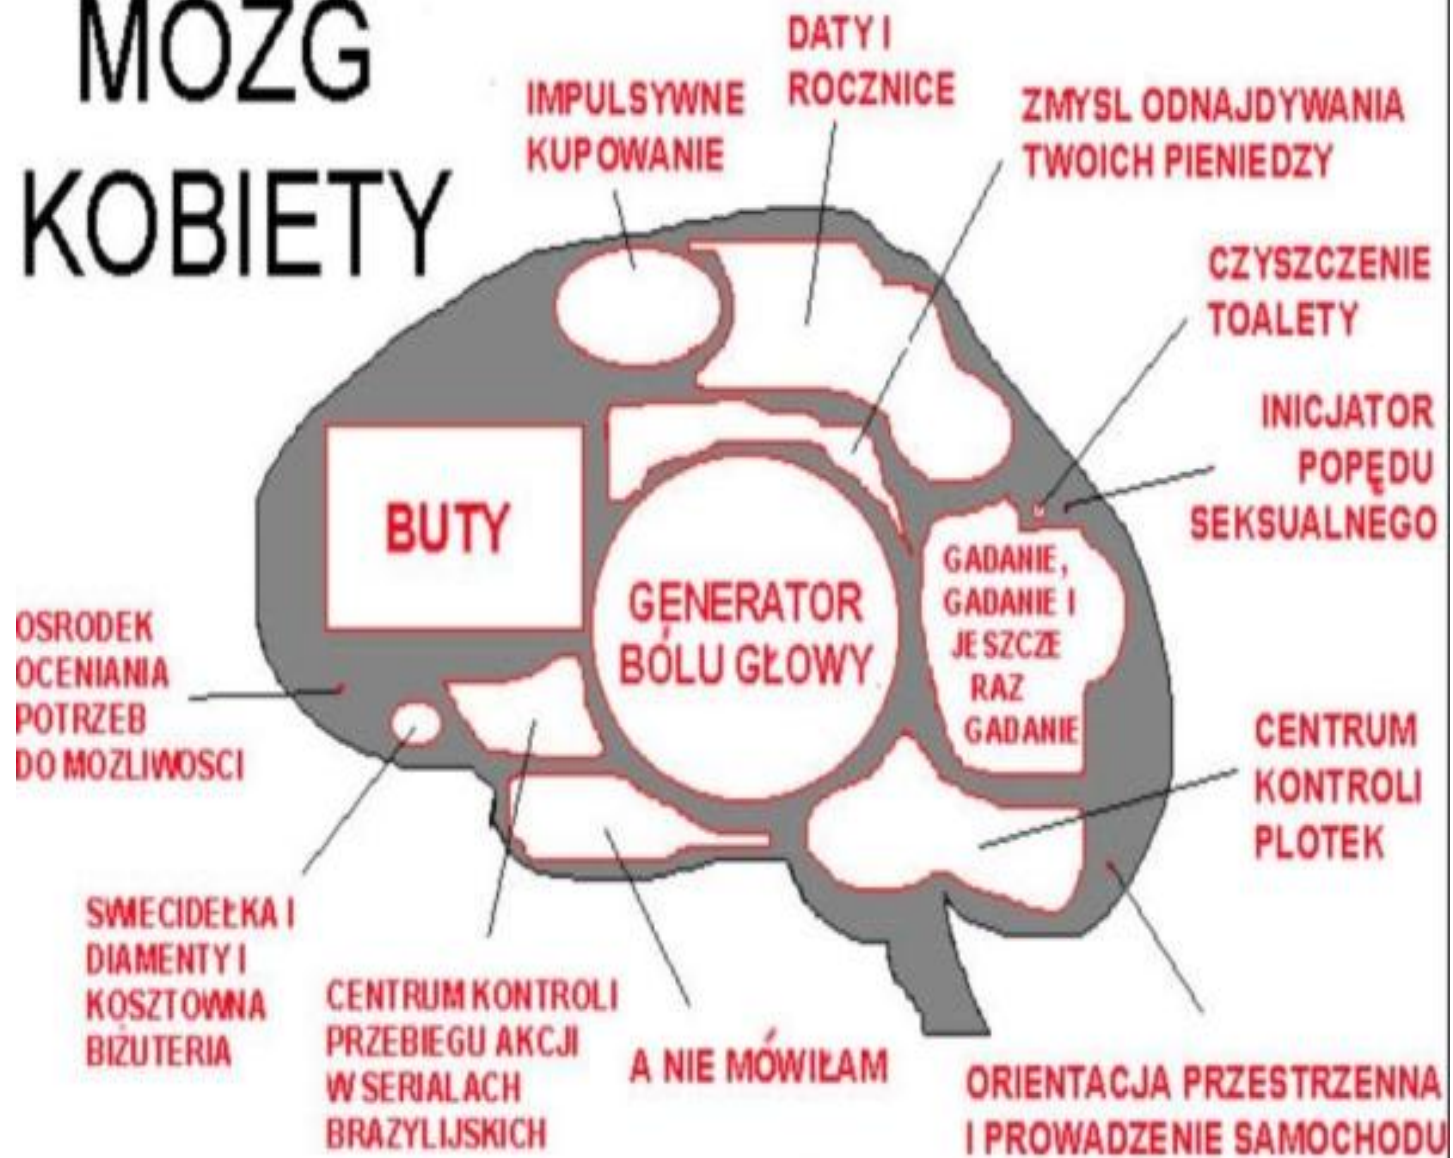 MÓZG
KOBIETY
IMPULSYWNE
KUPOWANIE
DATY I
ROCZNICE
ZMYSL ODNAJDYWANIA
TWOICH PIENIEDZY
CZYSZCZENIE
TOALETY
INICJATOR
POPĘDU
SEKSUALNEGO
BUTY
GENERATOR
BÓLU GŁOWY
GADANIE,
GADANIE I
JESZCZE
RAZ
GADANIE
OSRODEK
OCENIANIA
POTRZEB
DO MOZLIWOSCI
CENTRUM
KONTROLI
PLOTEK
SWIECIDEŁKA I
DIAMENTY I
KOSZTOWNA
BIŻUTERIA
CENTRUM KONTROLI
PRZEBIEGU AKCJI
W SERIALACH
BRAZYLIJSKICH
A NIE MÓWIŁAM
ORIENTACJA PRZESTRZENNA
I PROWADZENIE SAMOCHODU